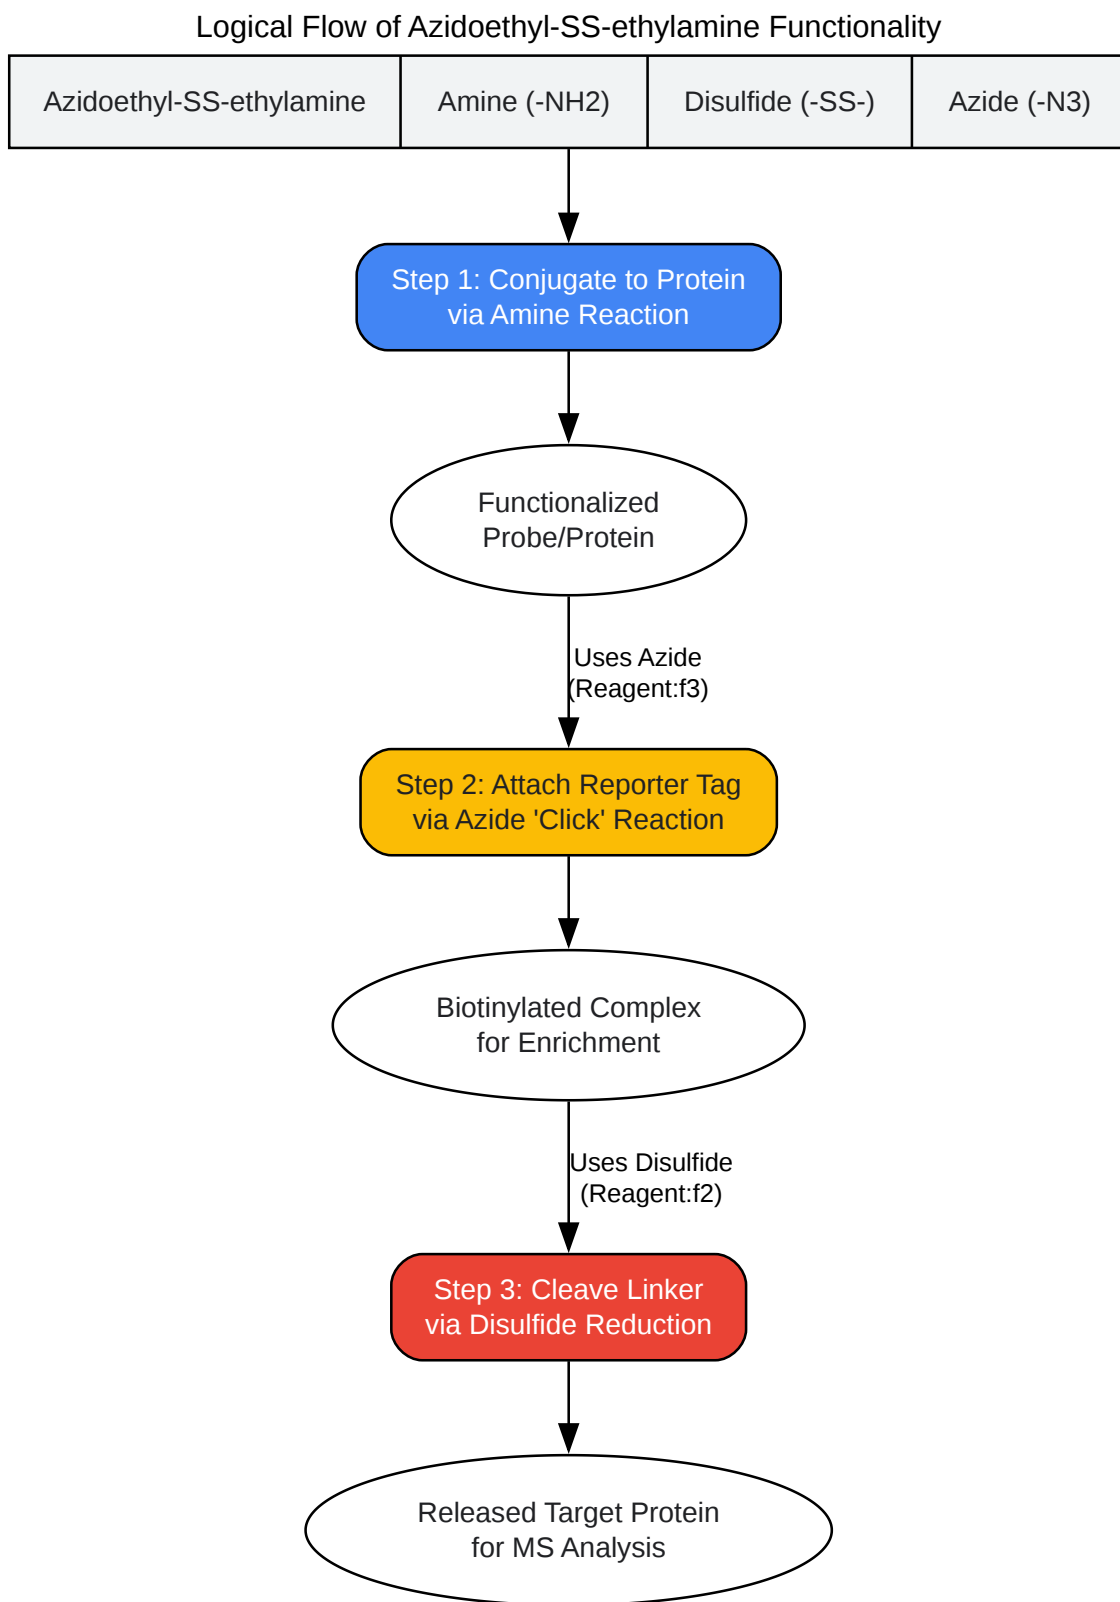 Logical Flow of Azidoethyl-SS-ethylamine Functionality
Azidoethyl-SS-ethylamine
Amine (-NH2)
Disulfide (-SS-)
Azide (-N3)
Step 1: Conjugate to Protein
via Amine Reaction
Functionalized
Probe/Protein
Uses Azide
(Reagent:f3)
Step 2: Attach Reporter Tag
via Azide 'Click' Reaction
Biotinylated Complex
for Enrichment
Uses Disulfide
(Reagent:f2)
Step 3: Cleave Linker
via Disulfide Reduction
Released Target Protein
for MS Analysis